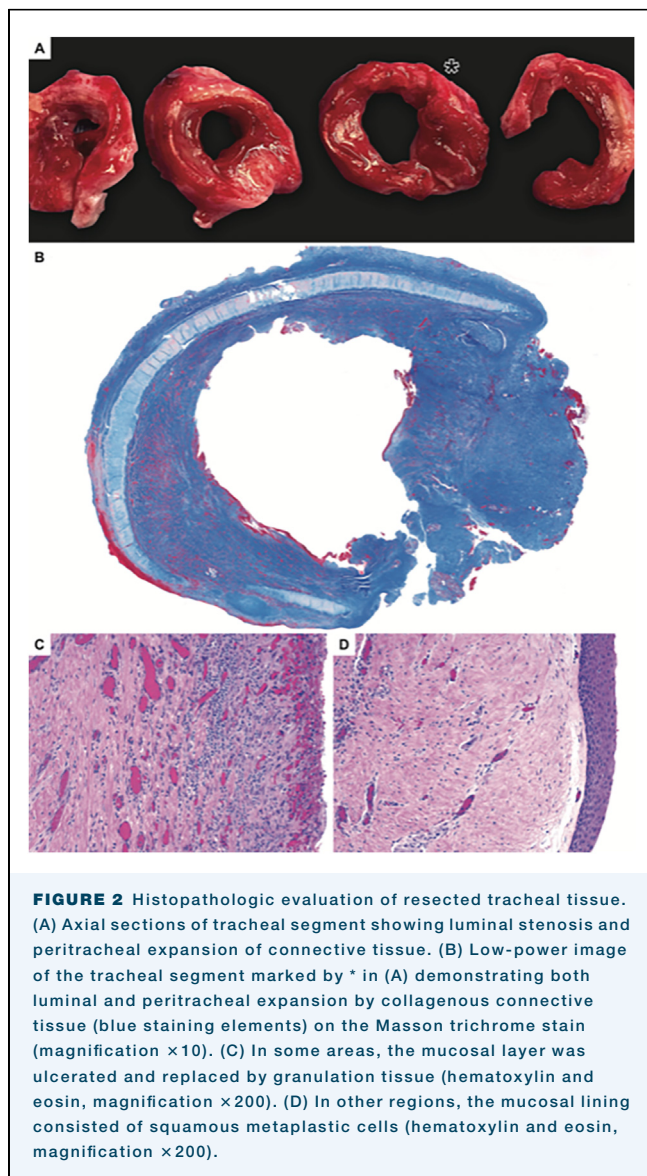 A
*
B
C
D
FIGURE 2 Histopathologic evaluation of resected tracheal tissue.
(A) Axial sections of tracheal segment showing luminal stenosis and
peritracheal expansion of connective tissue. (B) Low-power image
of the tracheal segment marked by * in (A) demonstrating both
luminal and peritracheal expansion by collagenous connective
tissue (blue staining elements) on the Masson trichrome stain
(magnification ×10). (C) In some areas, the mucosal layer was
ulcerated and replaced by granulation tissue (hematoxylin and
eosin, magnification ×200). (D) In other regions, the mucosal lining
consisted of squamous metaplastic cells (hematoxylin and eosin,
magnification ×200).